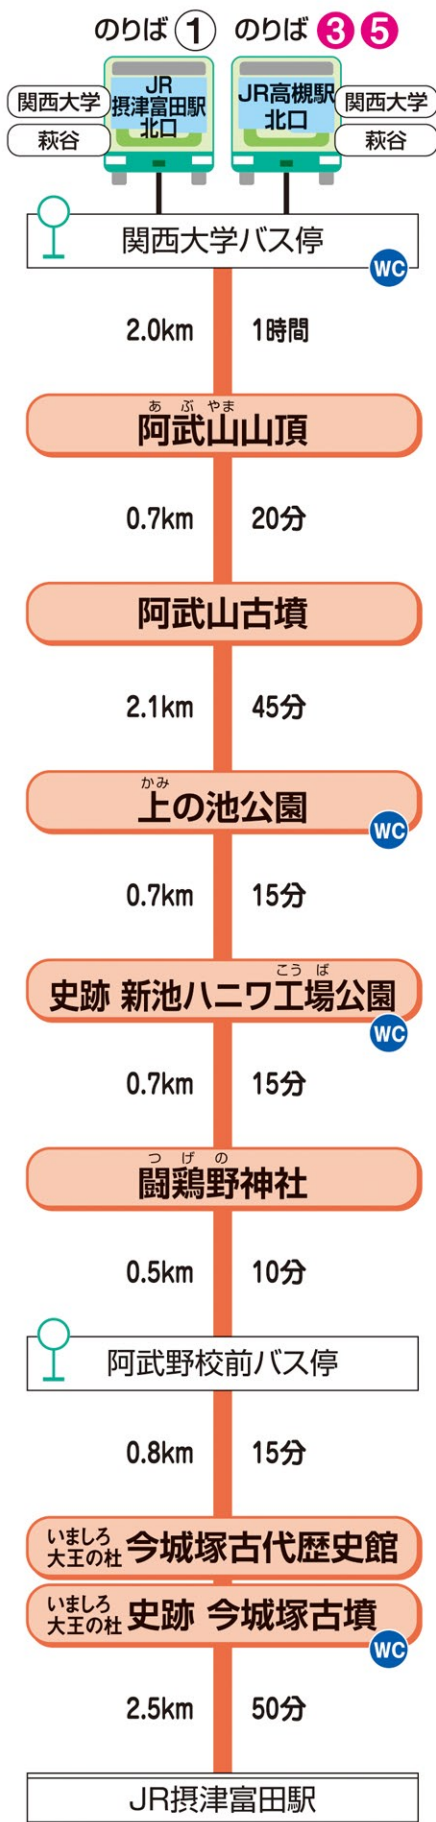 のりば ① のりば ❸ ❺
JR
摂津富田駅
北口
関西大学
萩谷
JR高槻駅
北口
関西大学
萩谷
関西大学バス停
WC
2.0km 1時間
あ ぶ やま
阿武山山頂
0.7km 20分
阿武山古墳
2.1km 45分
かみ
上の池公園
WC
0.7km 15分
こう ば
史跡 新池ハニワ工場公園
WC
0.7km 15分
つ げ の
闘鶏野神社
0.5km 10分
阿武野校前バス停
0.8km 15分
いましろ
大王の杜 今城塚古代歴史館
いましろ
大王の杜 史跡 今城塚古墳
WC
2.5km 50分
JR摂津富田駅